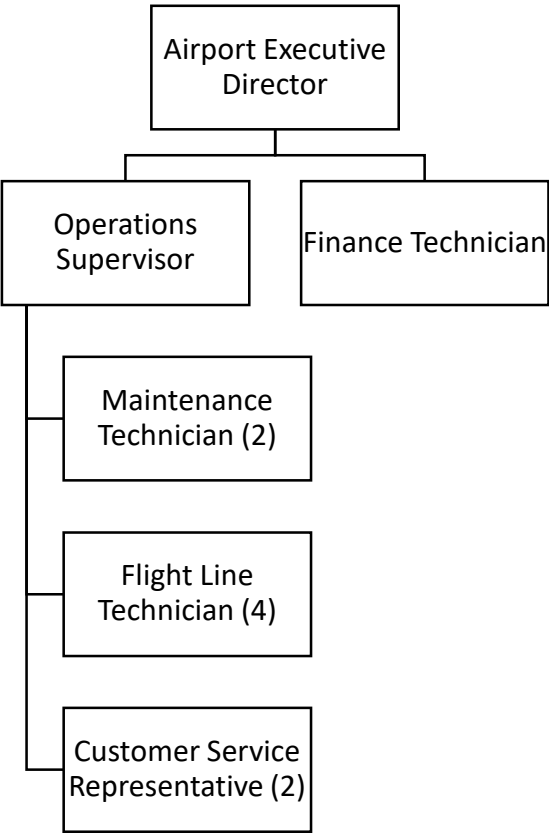 Airport Executive
Director
Operations
Supervisor
Finance Technician
Maintenance
Technician (2)
Flight Line
Technician (4)
Customer Service
Representative (2)